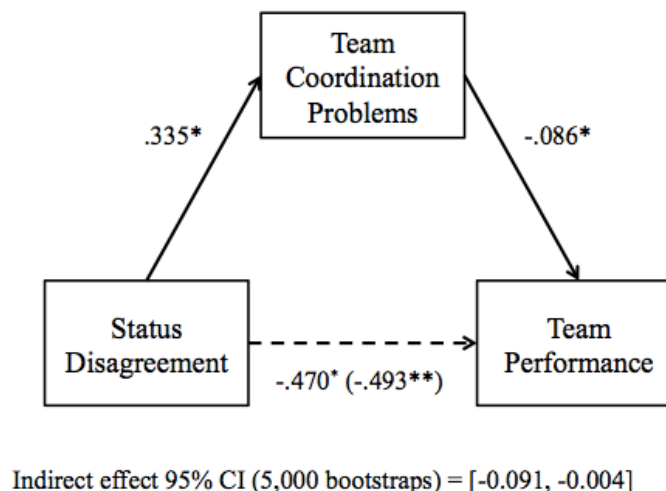 Team
Coordination
Problems
.335*
-.086*
Status
Disagreement
Team
Performance
-.470* (-.493**)
Indirect effect 95% CI (5,000 bootstraps) = [-0.091, -0.004]